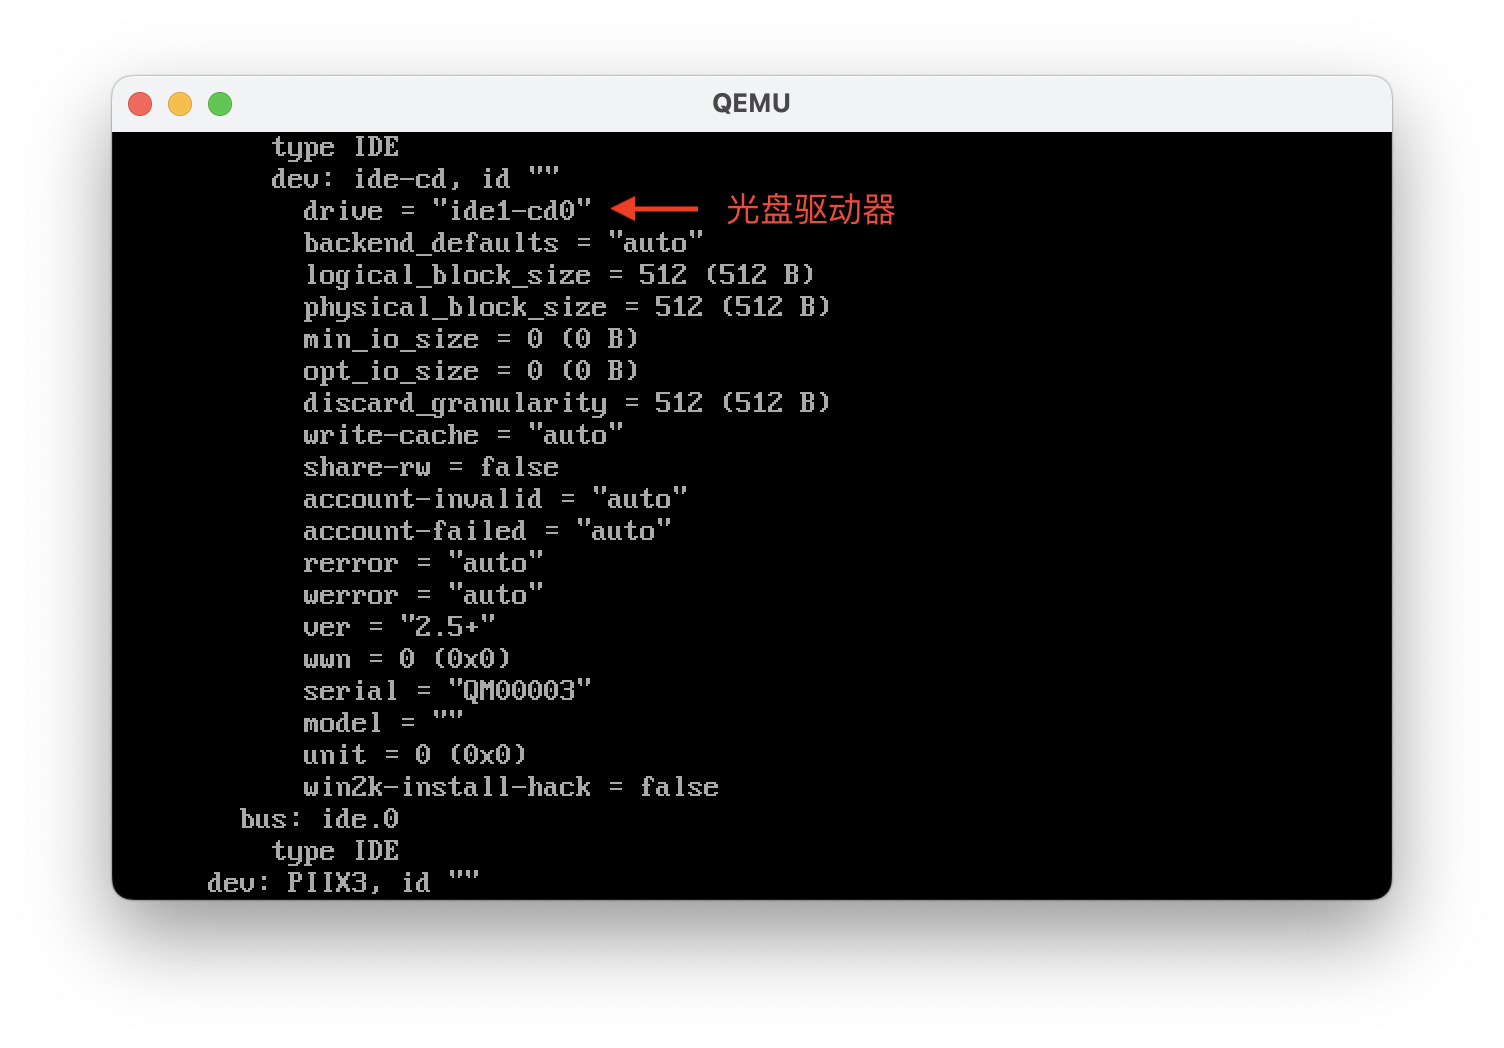 QEMU
type IDE
dev: ide-cd, id ""
drive = "ide1-cd0" 光盘驱动器
backend_defaults = "auto"
logical_block_size = 512 (512 B)
physical_block_size = 512 (512 B)
min_io_size = 0 (0 B)
opt_io_size = 0 (0 B)
discard_granularity = 512 (512 B)
write-cache = "auto"
share-rw = false
account-invalid = "auto"
account-failed = "auto"
rerror = "auto"
werror = "auto"
ver = "2.5+"
wwn = 0 (0x0)
serial = "QM00003"
model = ""
unit = 0 (0x0)
win2k-install-hack = false
bus: ide.0
type IDE
dev: PIIX3, id ""